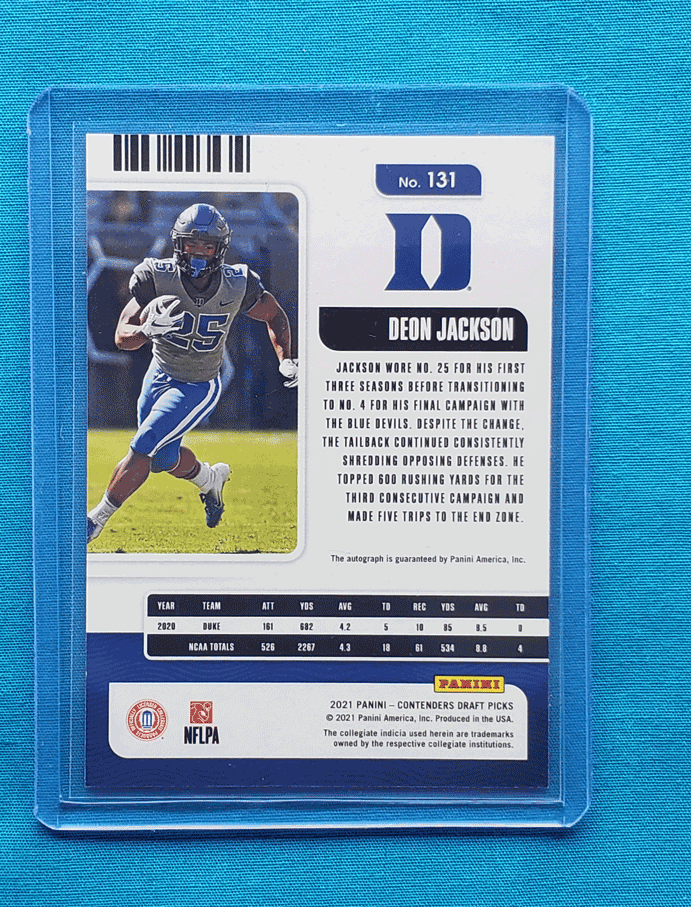 No. 131
D
25
DEON JACKSON
JACKSON WORE NO. 25 FOR HIS FIRST
THREE SEASONS BEFORE TRANSITIONING
TO NO. 4 FOR HIS FINAL CAMPAIGN WITH
THE BLUE DEVILS. DESPITE THE CHANGE,
THE TAILBACK CONTINUED CONSISTENTLY
SHREDDING OPPOSING DEFENSES. HE
TOPPED 600 RUSHING YARDS FOR THE
THIRD CONSECUTIVE CAMPAIGN AND
MADE FIVE TRIPS TO THE END ZONE.
The autograph is guaranteed by Panini America, Inc.
YEAR TEAM ATT YDS AVG TD REC YDS AVG TD
2020 DUKE 161 682 4.2 5 10 85 8.5 0
NCAA TOTALS 526 2267 4.3 18 61 534 8.8 4
PANINI
2021 PANINI – CONTENDERS DRAFT PICKS
© 2021 Panini America, Inc. Produced in the USA.
The collegiate indicia used herein are trademarks
owned by the respective collegiate institutions.
NFLPA